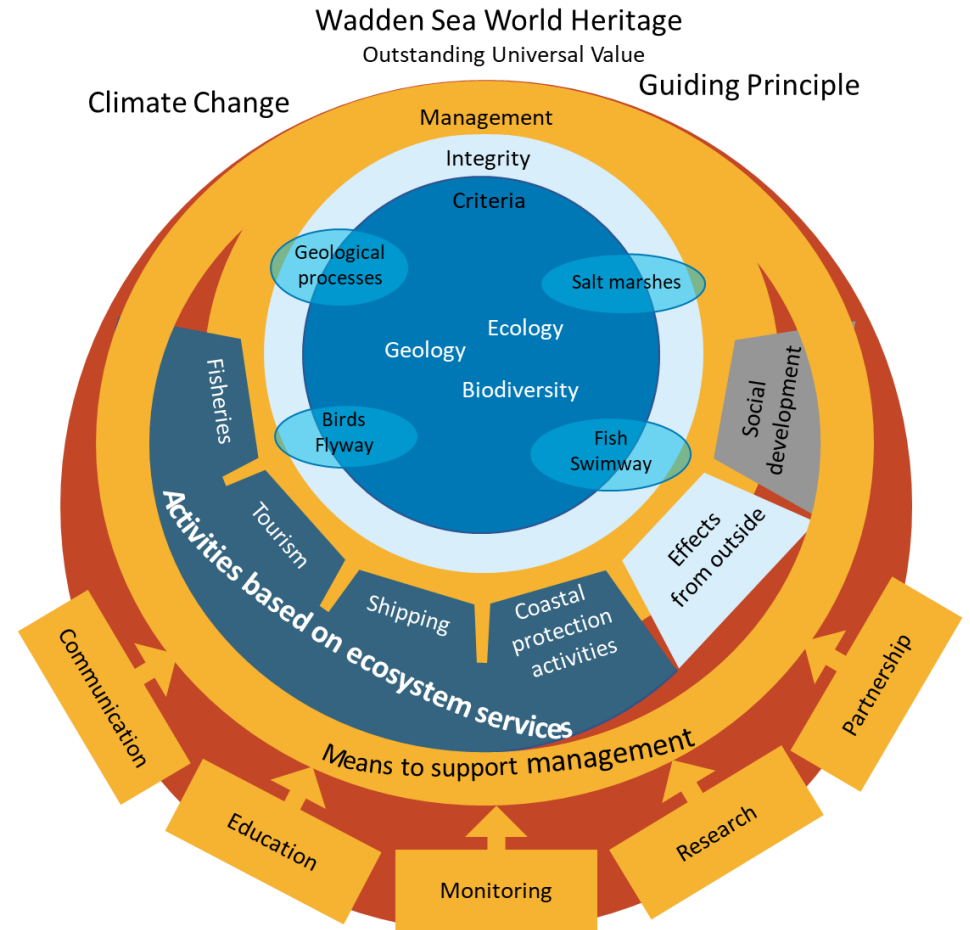 Wadden Sea World Heritage
Outstanding Universal Value
Climate Change
Guiding Principle
Management
Integrity
Criteria
Geological
processes
Salt marshes
Ecology
Geology
Biodiversity
Birds
Flyway
Fish
Swimway
Fisheries
Tourism
Shipping
Coastal
protection
activities
Effects
from outside
Social
development
Activities based on ecosystem services
Means to support management
Communication
Education
Monitoring
Research
Partnership